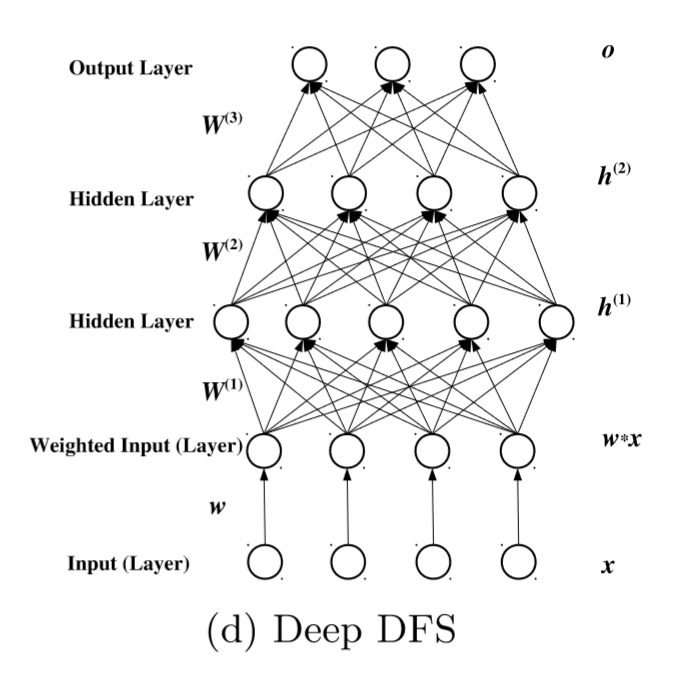 Output Layer
o
W(3)
h(2)
Hidden Layer
W(2)
h(1)
Hidden Layer
W(1)
Weighted Input (Layer)
w*x
w
Input (Layer)
x
(d) Deep DFS